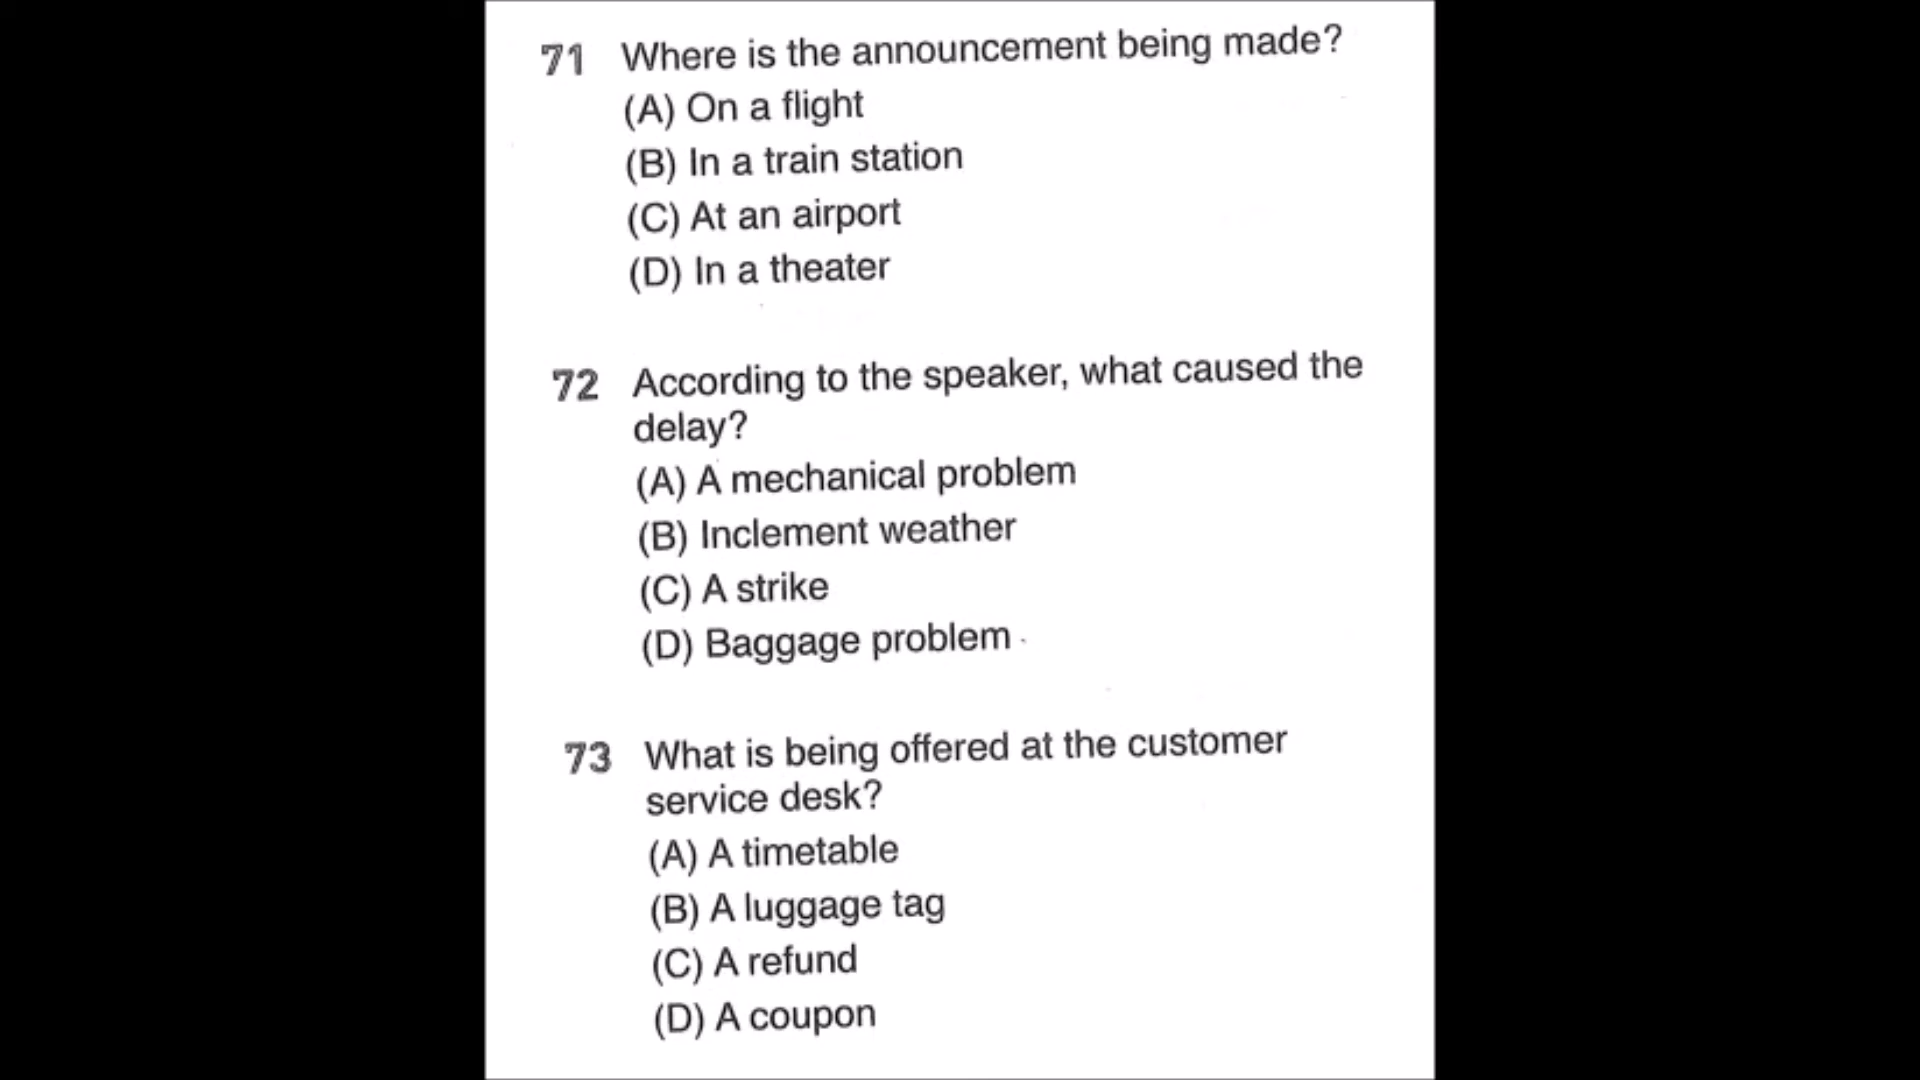 71 Where is the announcement being made?
(A) On a flight
(B) In a train station
(C) At an airport
(D) In a theater
72 According to the speaker, what caused the
delay?
(A) A mechanical problem
(B) Inclement weather
(C) A strike
(D) Baggage problem
73 What is being offered at the customer
service desk?
(A) A timetable
(B) A luggage tag
(C) A refund
(D) A coupon